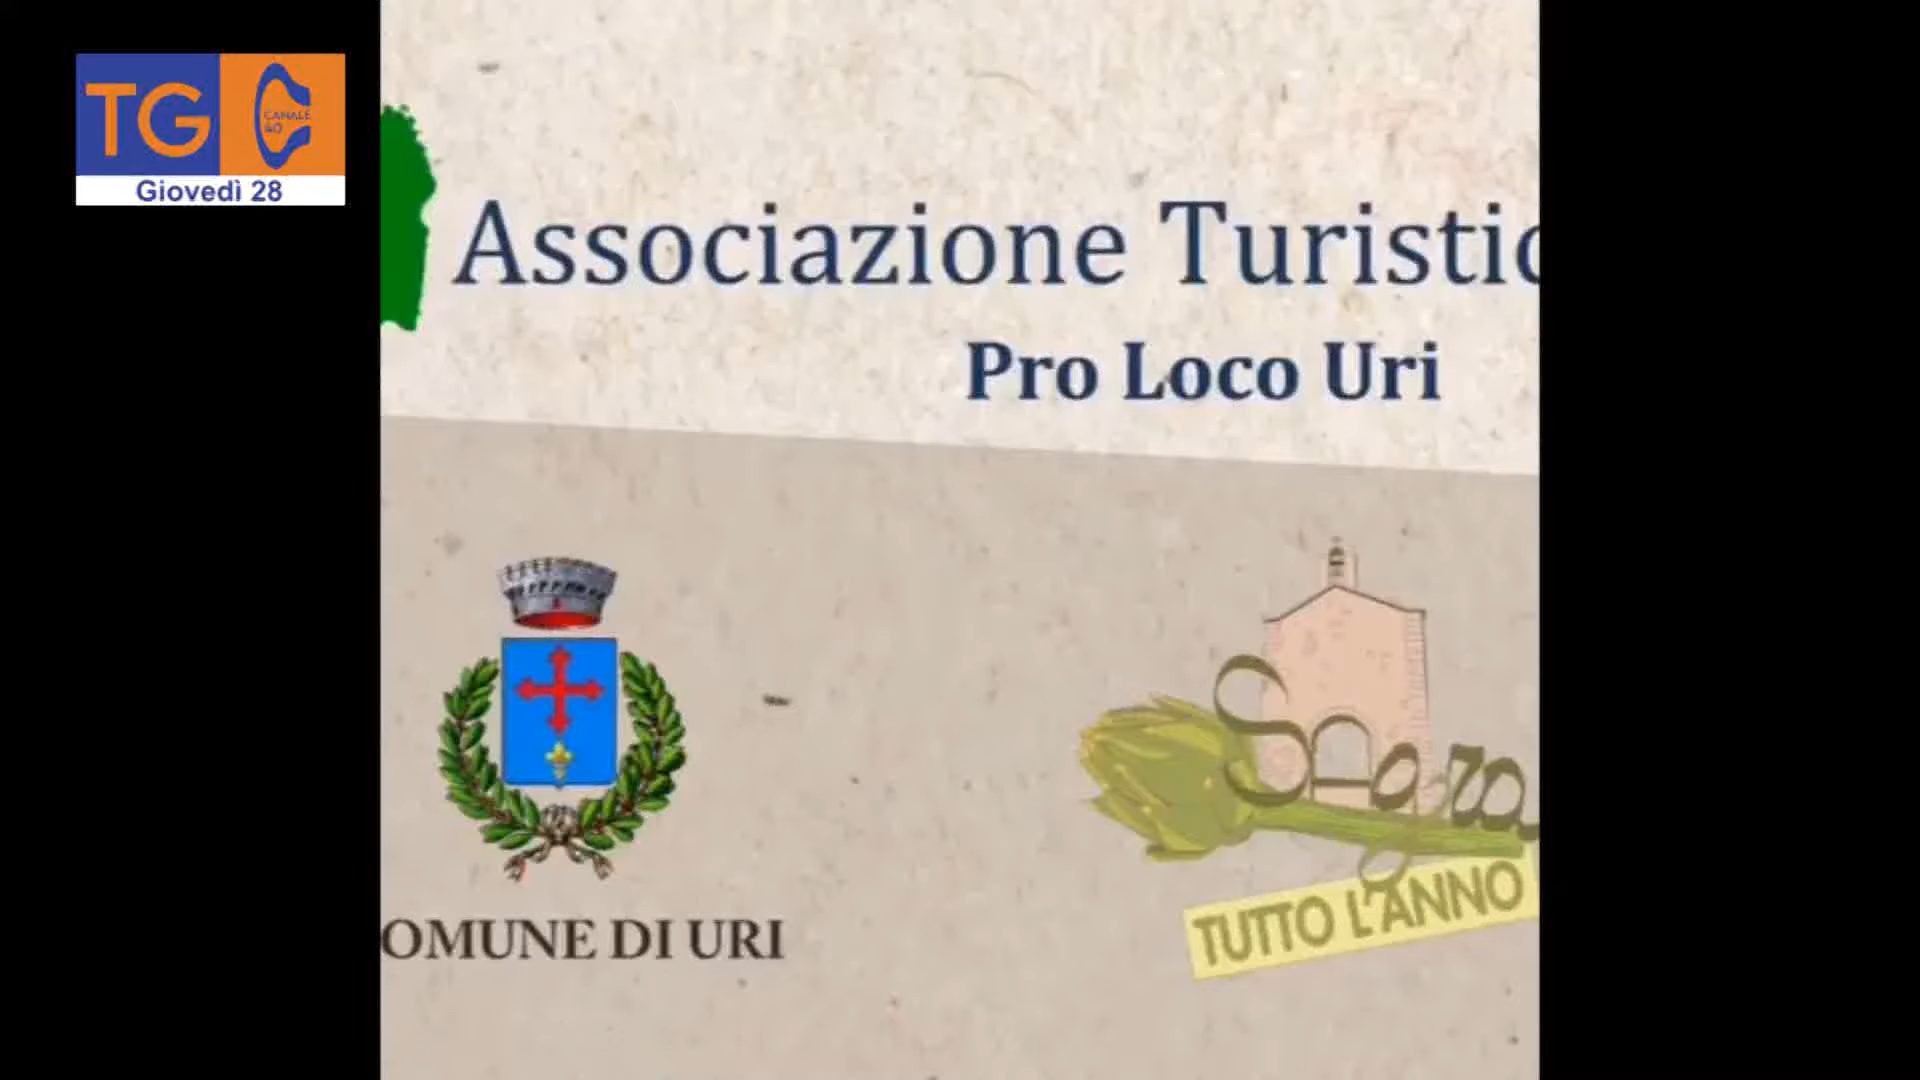 TG
CANALE
40
Giovedì 28
Associazione Turistic
Pro Loco Uri
OMUNE DI URI
TUTTO L'ANNO